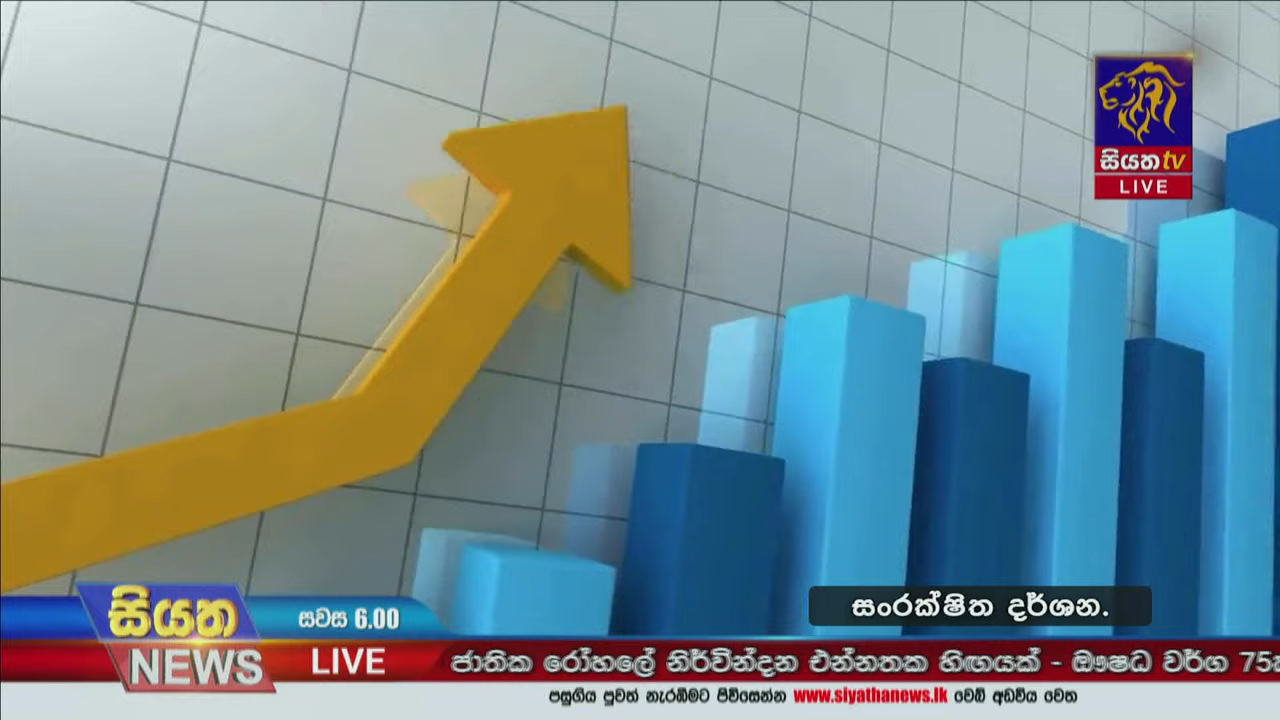 සියත tv
LIVE
සංරක්ෂිත දර්ශන.
සියත
NEWS
සවස 6.00
LIVE
ජාතික රෝහලේ නිර්වින්දන එන්නතක හිඟයක් - ඖෂධ වර්ග 75
පසුගිය පුවත් නැරඹීමට පිවිසෙන්න www.siyathanews.lk වෙබ් අඩවිය වෙත